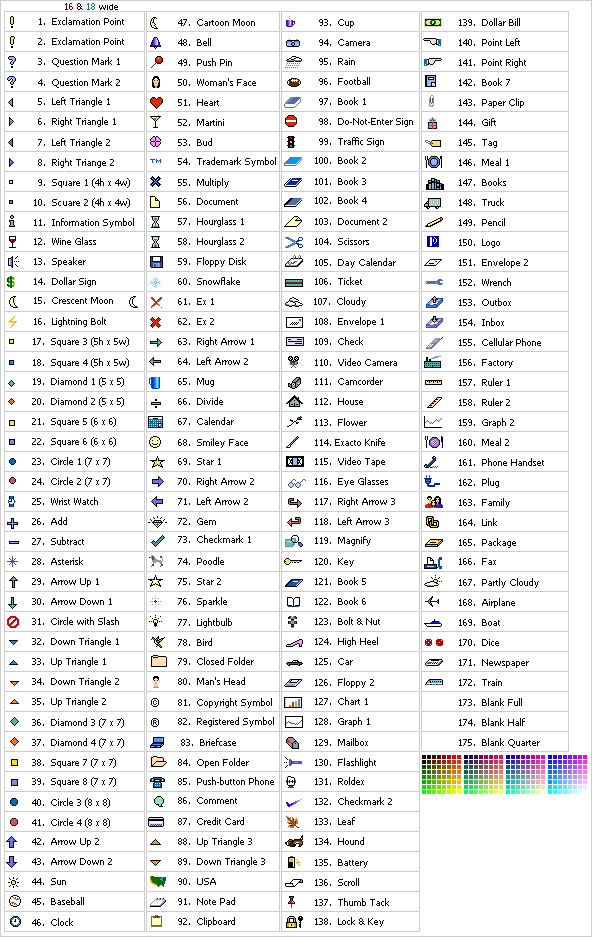 16 & 18 wide
1. Exclamation Point
2. Exclamation Point
3. Question Mark 1
4. Question Mark 2
5. Left Triangle 1
6. Right Triangle 1
7. Left Triangle 2
8. Right Triange 2
9. Square 1 (4h x 4w)
10. Scuare 2 (4h x 4w)
11. Information Symbol
12. Wine Glass
13. Speaker
14. Dollar Sign
15. Crescent Moon
16. Lightning Bolt
17. Square 3 (5h x 5w)
18. Square 4 (5h x 5w)
19. Diamond 1 (5 x 5)
20. Diamond 2 (5 x 5)
21. Square 5 (6 x 6)
22. Square 6 (6 x 6)
23. Circle 1 (7 x 7)
24. Circle 2 (7 x 7)
25. Wrist Watch
26. Add
27. Subtract
28. Asterisk
29. Arrow Up 1
30. Arrow Down 1
31. Circle with Slash
32. Down Triangle 1
33. Up Triangle 1
34. Down Triangle 2
35. Up Triangle 2
36. Diamond 3 (7 x 7)
37. Diamond 4 (7 x 7)
38. Square 7 (7 x 7)
39. Square 8 (7 x 7)
40. Circle 3 (8 x 8)
41. Circle 4 (8 x 8)
42. Arrow Up 2
43. Arrow Down 2
44. Sun
45. Baseball
46. Clock
47. Cartoon Moon
48. Bell
49. Push Pin
50. Woman's Face
51. Heart
52. Martini
53. Bud
TM 54. Trademark Symbol
55. Multiply
56. Document
57. Hourglass 1
58. Hourglass 2
59. Floppy Disk
60. Snowflake
61. Ex 1
62. Ex 2
63. Right Arrow 1
64. Left Arrow 2
65. Mug
66. Divide
67. Calendar
68. Smiley Face
69. Star 1
70. Right Arrow 2
71. Left Arrow 2
72. Gem
73. Checkmark 1
74. Poodle
75. Star 2
76. Sparkle
77. Lightbulb
78. Bird
79. Closed Folder
80. Man's Head
© 81. Copyright Symbol
® 82. Registered Symbol
83. Briefcase
84. Open Folder
85. Push-button Phone
86. Comment
87. Credit Card
88. Up Triangle 3
89. Down Triangle 3
90. USA
91. Note Pad
92. Clipboard
93. Cup
94. Camera
95. Rain
96. Football
97. Book 1
98. Do-Not-Enter Sign
99. Traffic Sign
100. Book 2
101. Book 3
102. Book 4
103. Document 2
104. Scissors
105. Day Calendar
106. Ticket
107. Cloudy
108. Envelope 1
109. Check
110. Video Camera
111. Camcorder
112. House
113. Flower
114. Exacto Knife
115. Video Tape
116. Eye Glasses
117. Right Arrow 3
118. Left Arrow 3
119. Magnify
120. Key
121. Book 5
122. Book 6
123. Bolt & Nut
124. High Heel
125. Car
126. Floppy 2
127. Chart 1
128. Graph 1
129. Mailbox
130. Flashlight
131. Roldex
132. Checkmark 2
133. Leaf
134. Hound
135. Battery
136. Scroll
137. Thumb Tack
138. Lock & Key
139. Dollar Bill
140. Point Left
141. Point Right
142. Book 7
143. Paper Clip
144. Gift
145. Tag
146. Meal 1
147. Books
148. Truck
149. Pencil
150. Logo
151. Envelope 2
152. Wrench
153. Outbox
154. Inbox
155. Cellular Phone
156. Factory
157. Ruler 1
158. Ruler 2
159. Graph 2
160. Meal 2
161. Phone Handset
162. Plug
163. Family
164. Link
165. Package
166. Fax
167. Partly Cloudy
168. Airplane
169. Boat
170. Dice
171. Newspaper
172. Train
173. Blank Full
174. Blank Half
175. Blank Quarter